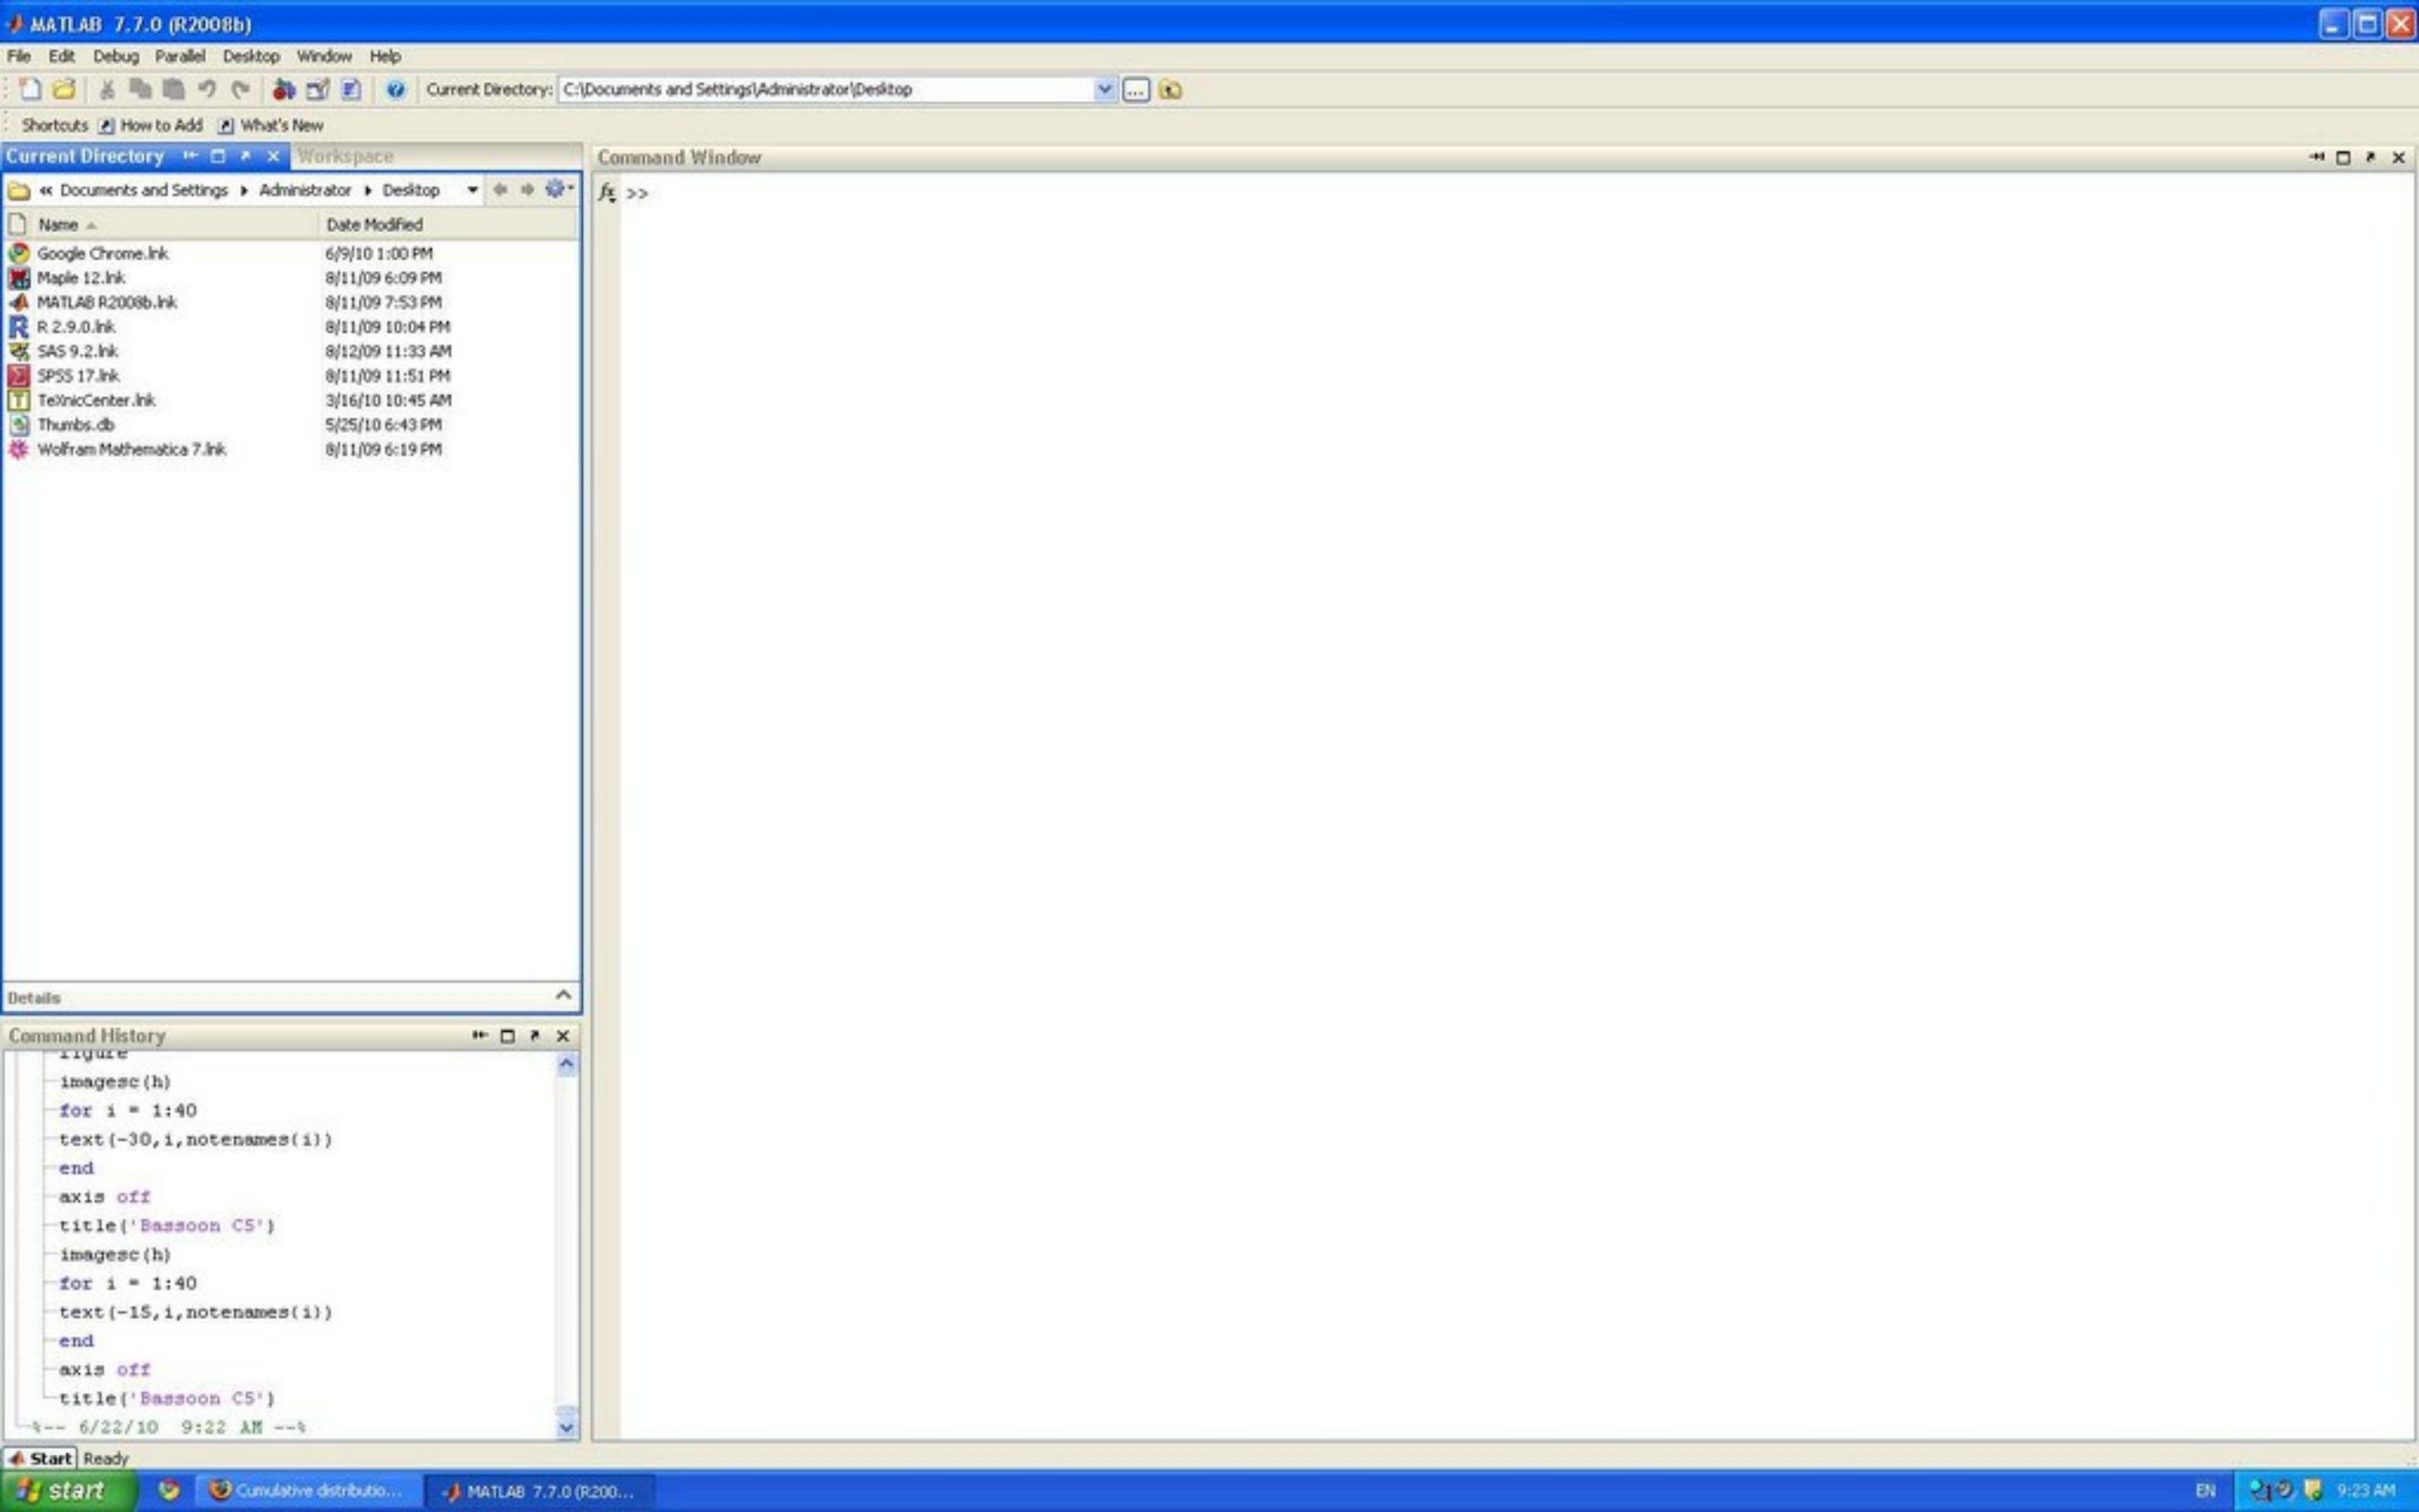 MATLAB 7.7.0 (R2008b)
File Edit Debug Parallel Desktop Window Help
Current Directory: C:\Documents and Settings\Administrator\Desktop ...
Shortcuts How to Add What's New
Current Directory Workspace
« Documents and Settings Administrator Desktop
Name Date Modified
Google Chrome.lnk 6/9/10 1:00 PM
Maple 12.lnk 8/11/09 6:09 PM
MATLAB R2008b.lnk 8/11/09 7:53 PM
R 2.9.0.lnk 8/11/09 10:04 PM
SAS 9.2.lnk 8/12/09 11:33 AM
SPSS 17.lnk 8/11/09 11:51 PM
TeXnicCenter.lnk 3/16/10 10:45 AM
Thumbs.db 5/25/10 6:43 PM
Wolfram Mathematica 7.lnk 8/11/09 6:19 PM
Details
Command History
figure
imagesc(h)
for i = 1:40
text(-30,i,notenames(i))
end
axis off
title('Bassoon C5')
imagesc(h)
for i = 1:40
text(-15,i,notenames(i))
end
axis off
title('Bassoon C5')
%-- 6/22/10 9:22 AM --%
Command Window
fx >>
Start Ready
start Cumulative distributio... MATLAB 7.7.0 (R200... EN 9:23 AM